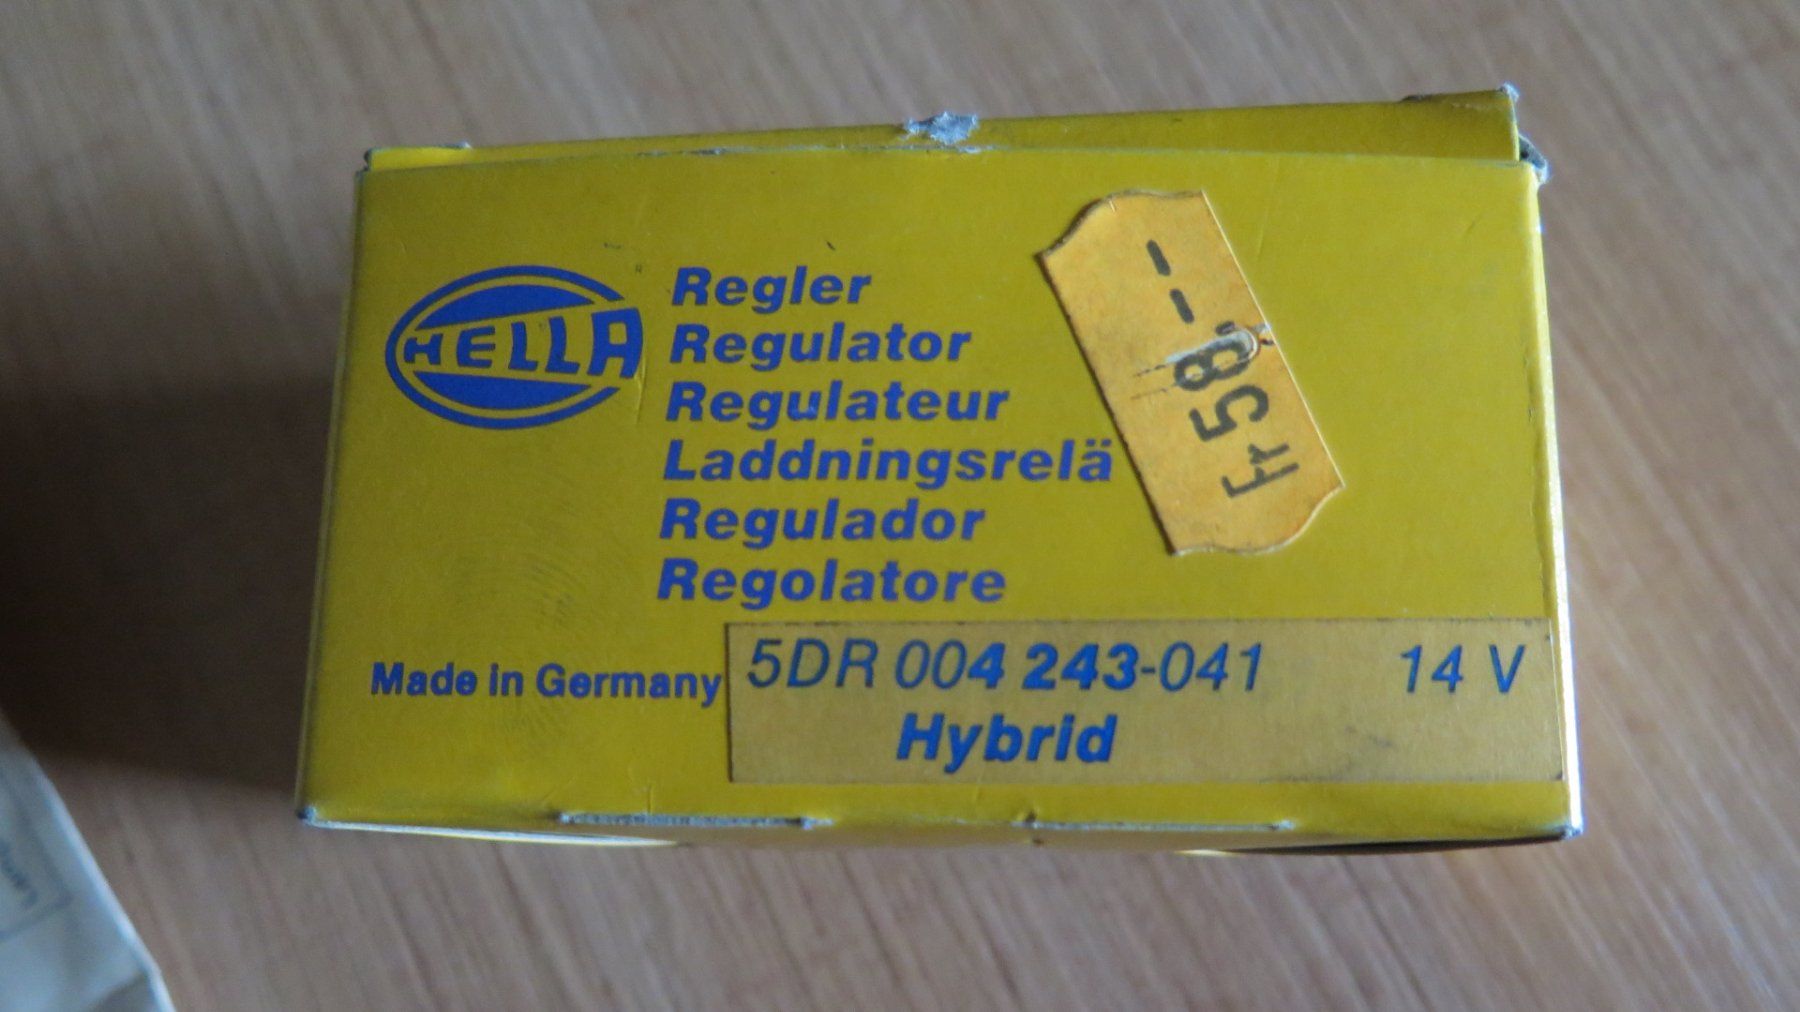 HELLA
Regler
Regulator
Regulateur
Laddningsrelä
Regulador
Regolatore
Fr 58.--
Made in Germany
5DR 004 243-041 14 V
Hybrid